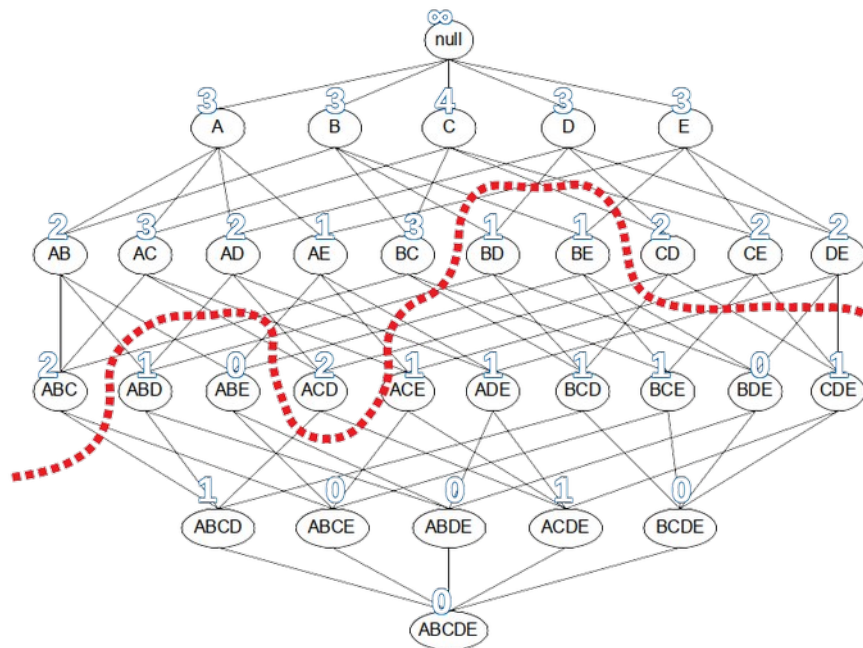 ∞
null
3 3 4 3 3
A B C D E
2 3 2 1 3 1 1 2 2 2
AB AC AD AE BC BD BE CD CE DE
2 1 0 2 1 1 1 1 0 1
ABC ABD ABE ACD ACE ADE BCD BCE BDE CDE
1 0 0 1 0
ABCD ABCE ABDE ACDE BCDE
0
ABCDE